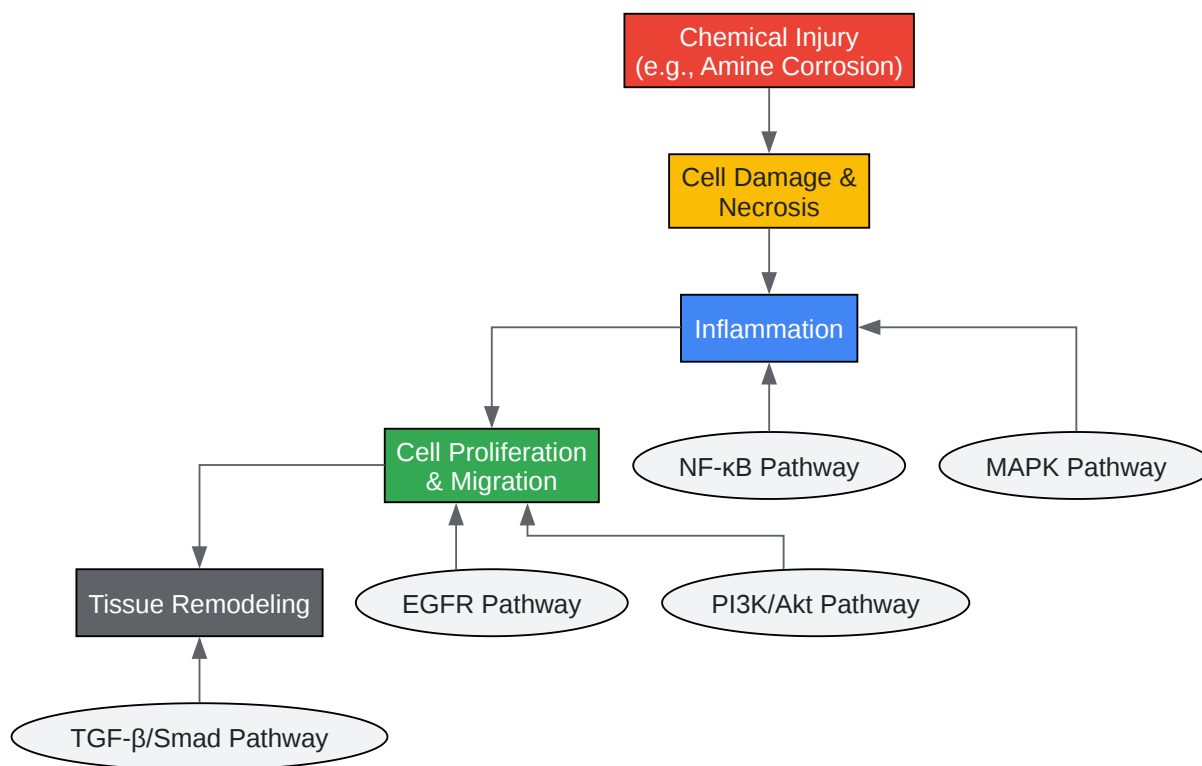 Chemical Injury
(e.g., Amine Corrosion)
Cell Damage &
Necrosis
Inflammation
Cell Proliferation
& Migration
NF-κB Pathway
MAPK Pathway
Tissue Remodeling
EGFR Pathway
PI3K/Akt Pathway
TGF-β/Smad Pathway